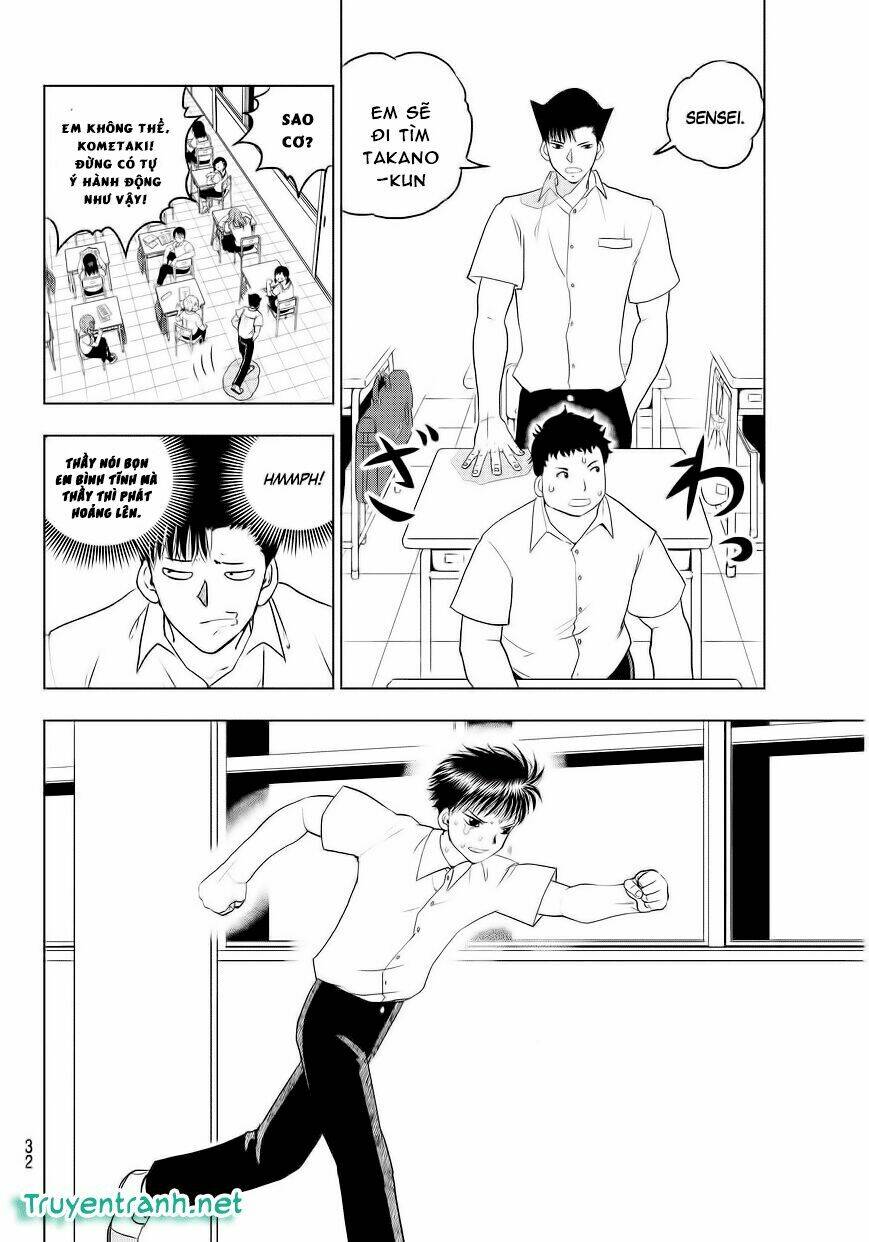 SENSEI.
EM SẼ
ĐI TÌM
TAKANO
-KUN
ざ
わっ
SAO
CƠ?
EM KHÔNG THỂ,
KOMETAKI!
ĐỪNG CÓ TỰ
Ý HÀNH ĐỘNG
NHƯ VẬY!
HMMPH!
THẦY NÓI BỌN
EM BÌNH TĨNH MÀ
THẦY THÌ PHÁT
HOẢNG LÊN.
32
Truyentranh.net